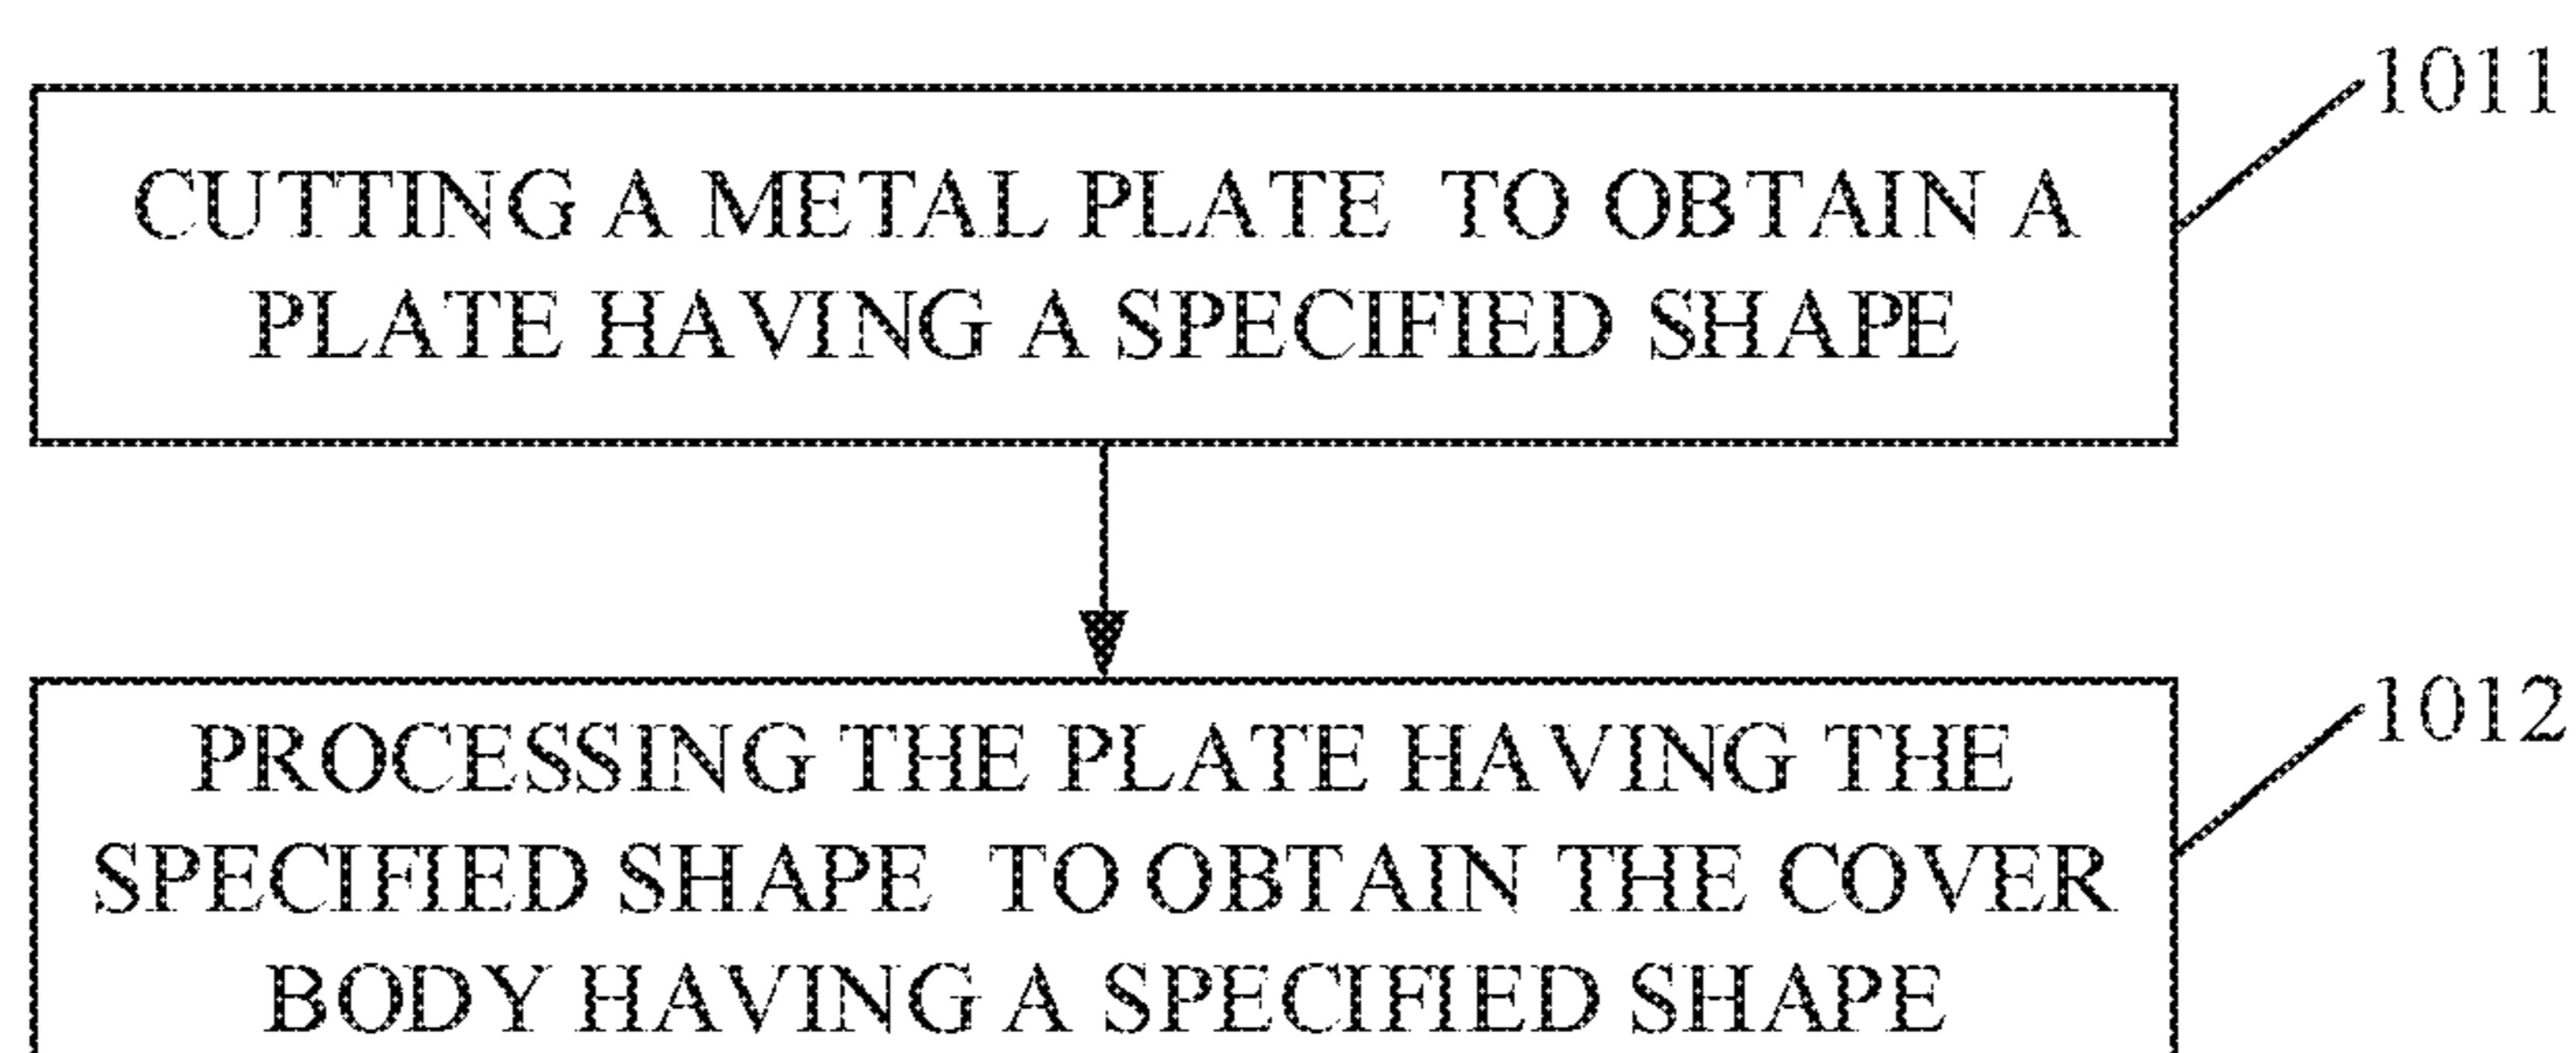 1011
CUTTING A METAL PLATE TO OBTAIN A
PLATE HAVING A SPECIFIED SHAPE
1012
PROCESSING THE PLATE HAVING THE
SPECIFIED SHAPE TO OBTAIN THE COVER
BODY HAVING A SPECIFIED SHAPE